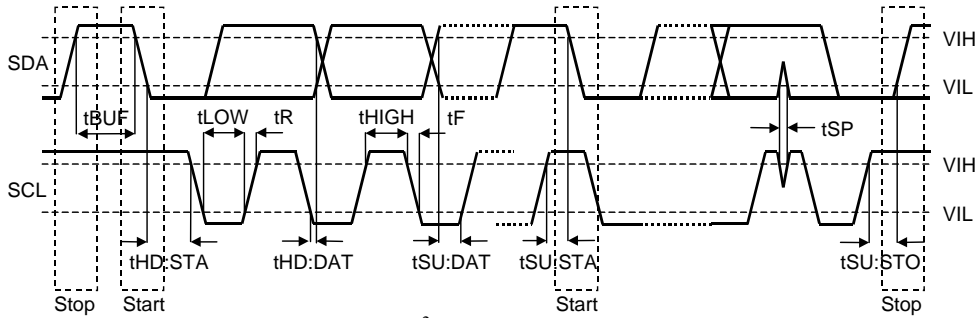 VIH
SDA
VIL
tBUF tLOW tR tHIGH tF tSP
VIH
SCL
VIL
tHD:STA tHD:DAT tSU:DAT tSU:STA tSU:STO
Stop Start Start Stop